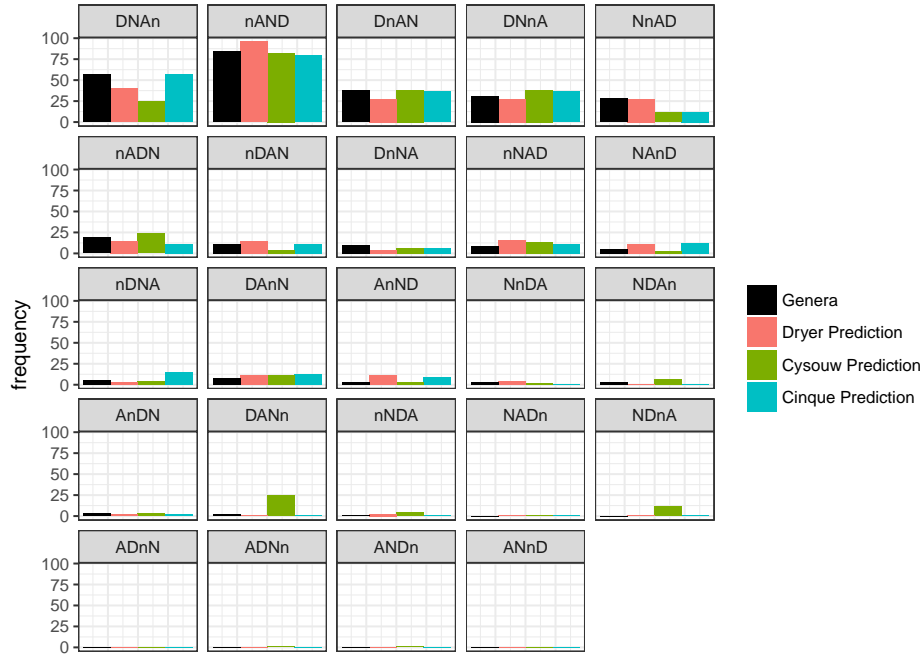 DNAn nAND DnAN DNnA NnAD
100
75
50
25
0
nADN nDAN DnNA nNAD NAnD
100
75
50
25
0
nDNA DAnN AnND NnDA NDAn
100
75
50
25
0
AnDN DANn nNDA NADn NDnA
100
75
50
25
0
ADnN ADNn ANDn ANnD
100
75
50
25
0
frequency
Genera
Dryer Prediction
Cysouw Prediction
Cinque Prediction